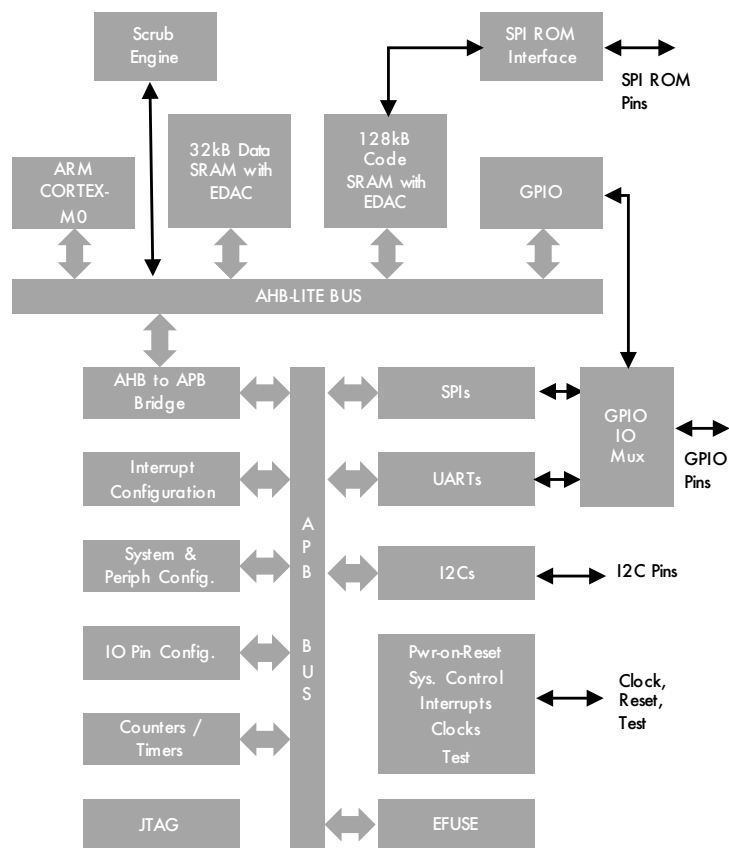 Scrub
Engine
SPI ROM
Interface
SPI ROM
Pins
ARM
CORTEX-
M0
32kB Data
SRAM with
EDAC
128kB
Code
SRAM with
EDAC
GPIO
AHB-LITE BUS
AHB to APB
Bridge
SPIs
GPIO
IO
Mux
GPIO
Pins
Interrupt
Configuration
UARTs
A
P
B
B
U
S
System &
Periph Config.
I2Cs
I2C Pins
IO Pin Config.
Pwr-on-Reset
Sys. Control
Interrupts
Clocks
Test
Clock,
Reset,
Test
Counters /
Timers
JTAG
EFUSE